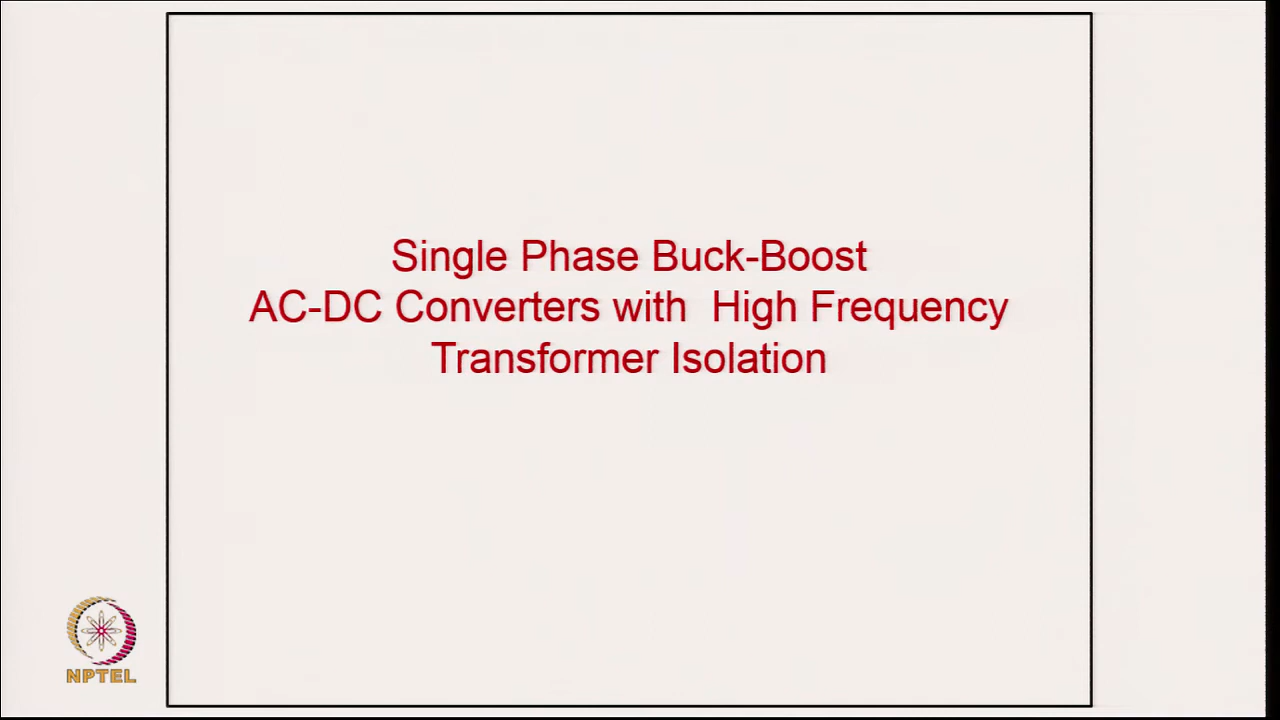 Single Phase Buck-Boost
AC-DC Converters with  High Frequency
Transformer Isolation
NPTEL